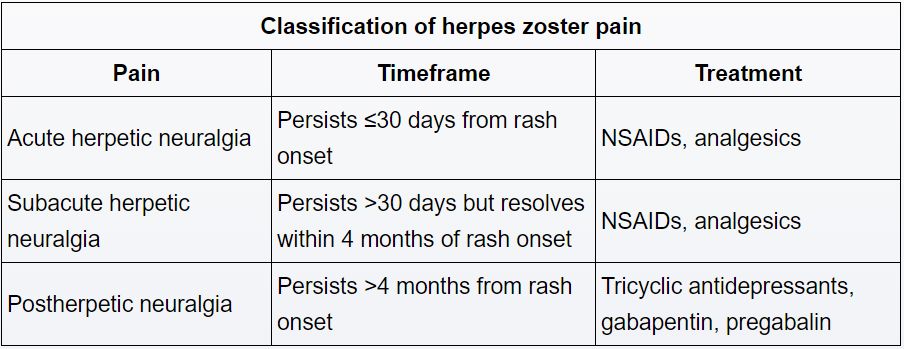 Classification of herpes zoster pain
Pain Timeframe Treatment
Acute herpetic neuralgia
Persists ≤30 days from rash
onset
NSAIDs, analgesics
Subacute herpetic
neuralgia
Persists >30 days but resolves
within 4 months of rash onset
NSAIDs, analgesics
Postherpetic neuralgia
Persists >4 months from rash
onset
Tricyclic antidepressants,
gabapentin, pregabalin